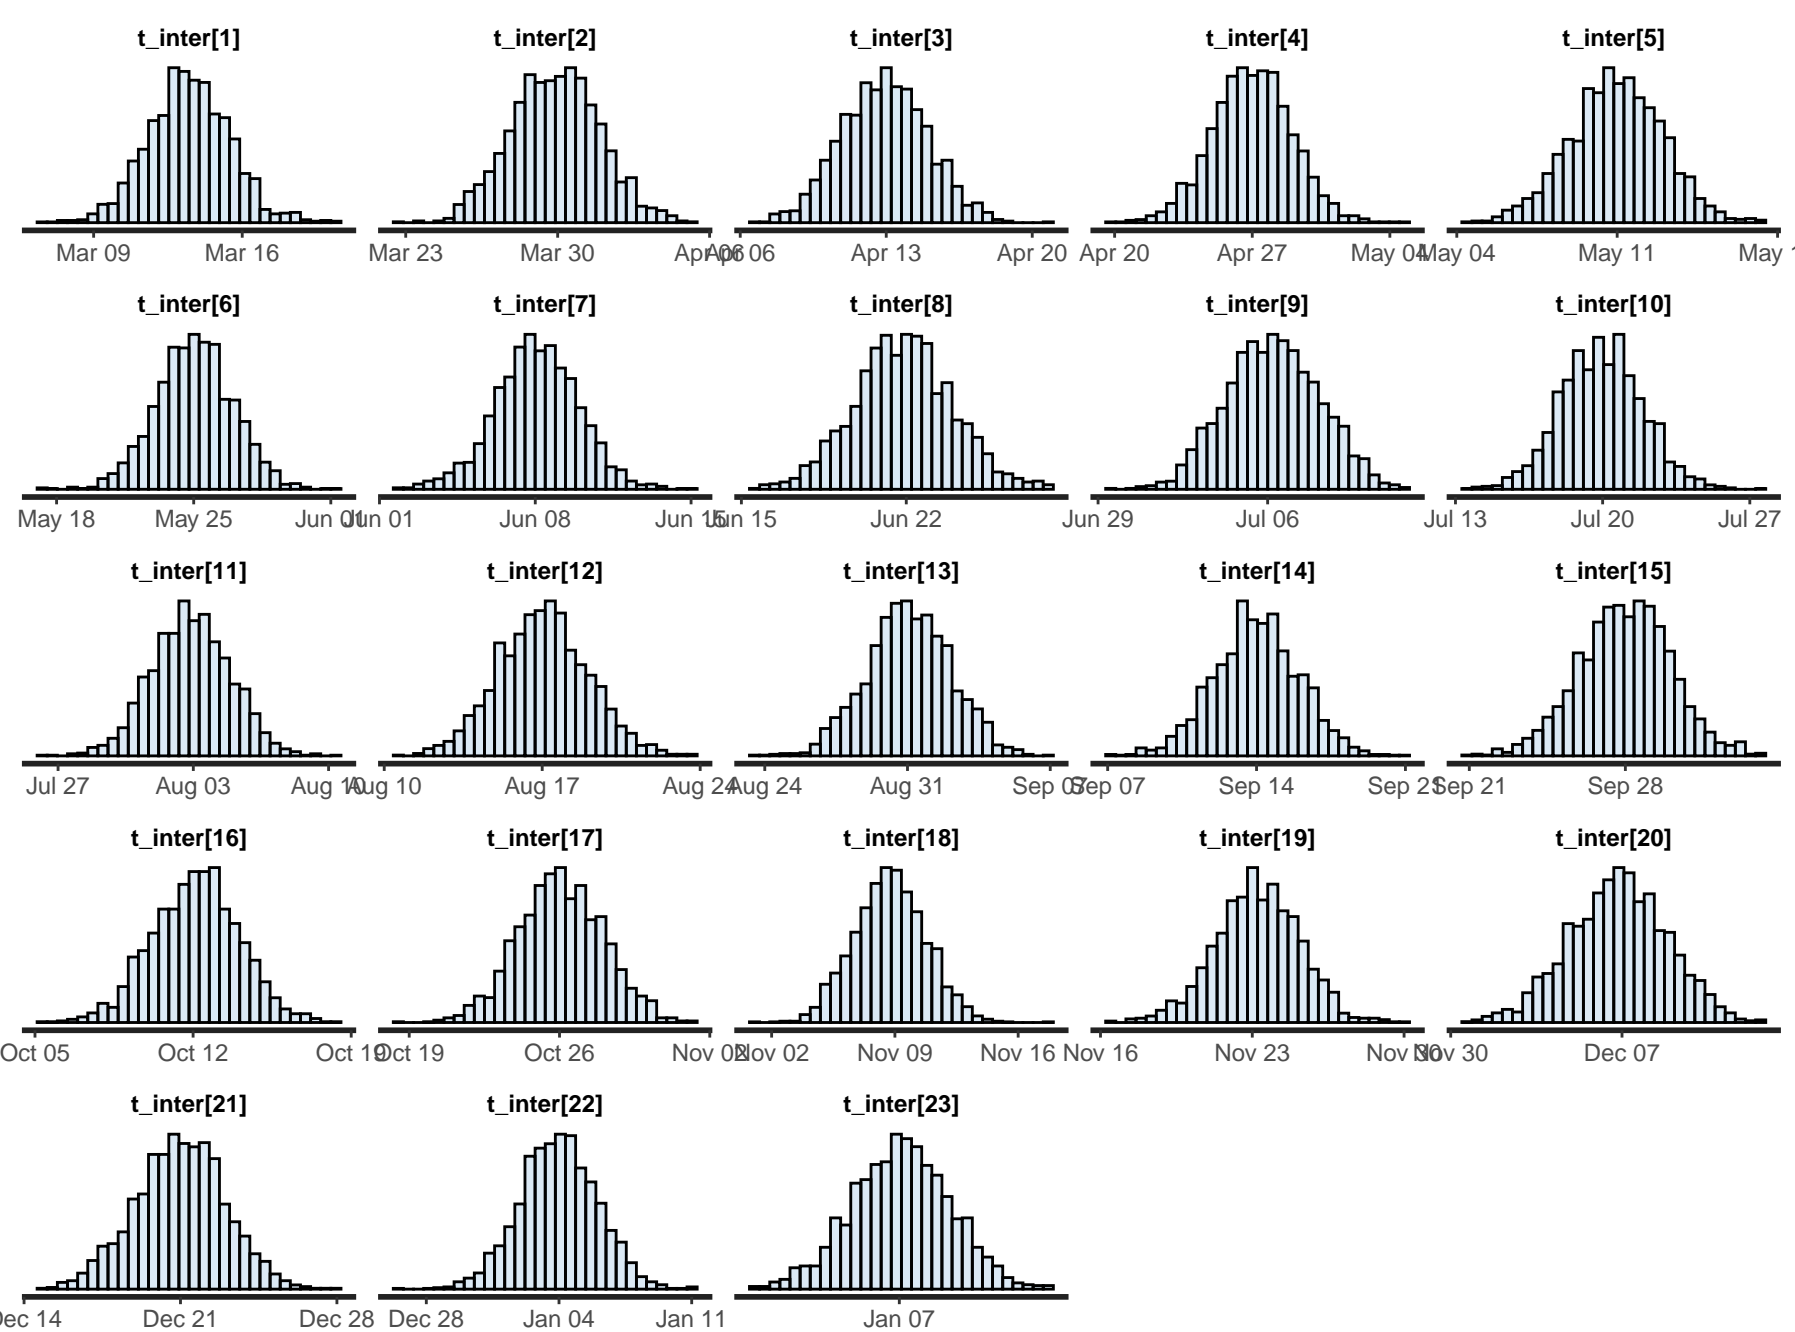 t_inter[1] t_inter[2] t_inter[3] t_inter[4] t_inter[5]
Mar 09 Mar 16 Mar 23 Mar 30 Apr 06 Apr 06 Apr 13 Apr 20 Apr 20 Apr 27 May 04 May 04 May 11 May 1
t_inter[6] t_inter[7] t_inter[8] t_inter[9] t_inter[10]
May 18 May 25 Jun 01 Jun 01 Jun 08 Jun 15 Jun 15 Jun 22 Jun 29 Jul 06 Jul 13 Jul 20 Jul 27
t_inter[11] t_inter[12] t_inter[13] t_inter[14] t_inter[15]
Jul 27 Aug 03 Aug 10 Aug 10 Aug 17 Aug 24 Aug 24 Aug 31 Sep 07 Sep 07 Sep 14 Sep 21 Sep 21 Sep 28
t_inter[16] t_inter[17] t_inter[18] t_inter[19] t_inter[20]
Oct 05 Oct 12 Oct 19 Oct 19 Oct 26 Nov 02 Nov 02 Nov 09 Nov 16 Nov 16 Nov 23 Nov 30 Nov 30 Dec 07
t_inter[21] t_inter[22] t_inter[23]
Dec 14 Dec 21 Dec 28 Dec 28 Jan 04 Jan 11 Jan 07